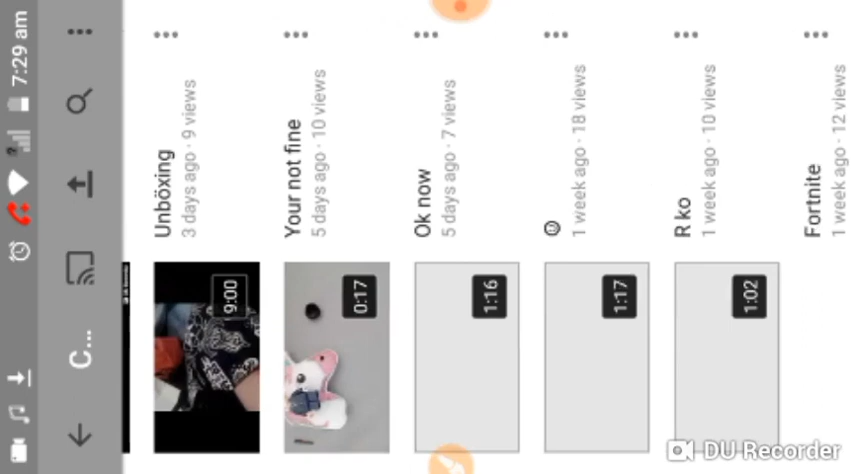 7:29 am
C...
Unböxing
3 days ago · 9 views
9:00
Your not fine
5 days ago · 10 views
0:17
Ok now
5 days ago · 7 views
1:16
☺
1 week ago · 18 views
1:17
R ko
1 week ago · 10 views
1:02
Fortnite
1 week ago · 12 views
DU Recorder